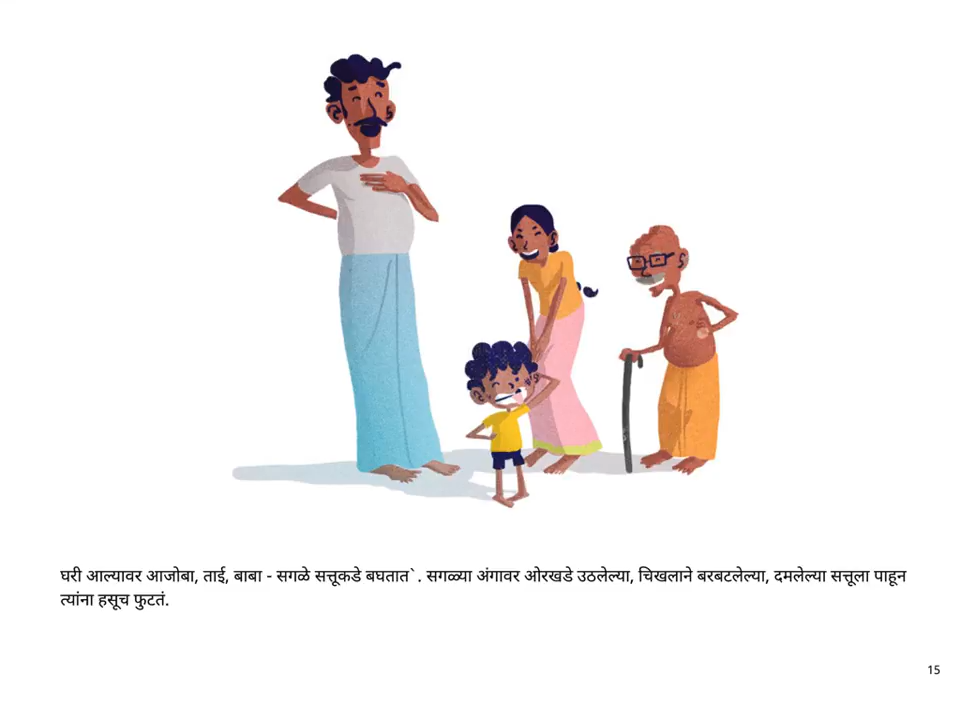 घरी आल्यावर आजोबा, ताई, बाबा - सगळे सत्तूकडे बघतात`. सगळ्या अंगावर ओरखडे उठलेल्या, चिखलाने बरबटलेल्या, दमलेल्या सत्तूला पाहून
त्यांना हसूच फुटतं.
15